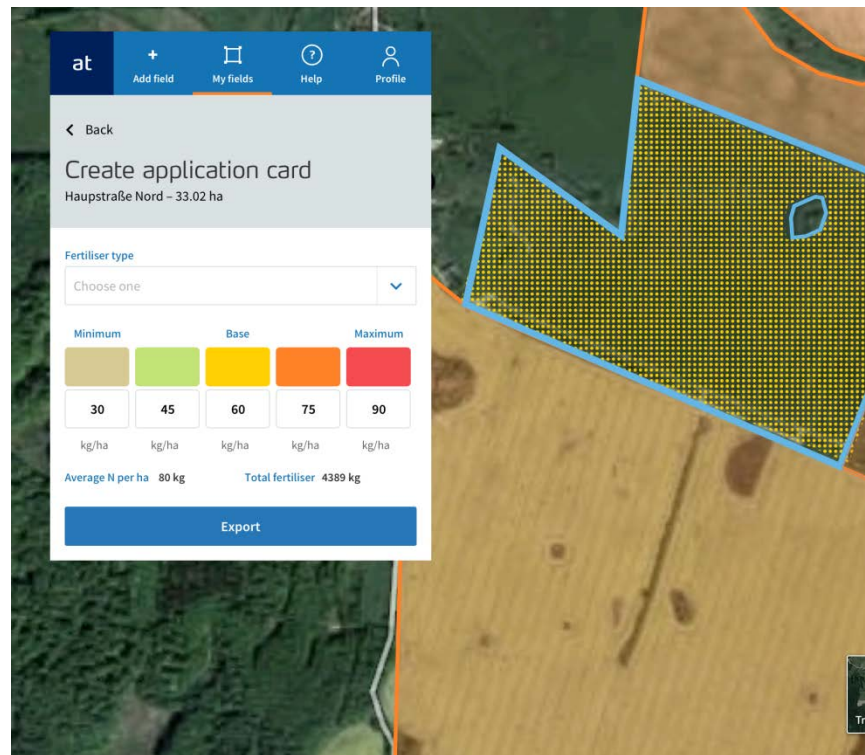 at
+
Add field
My fields
?
Help
Profile
Back
Create application card
Haupstraße Nord – 33.02 ha
Fertiliser type
Choose one
Minimum Base Maximum
30 45 60 75 90
kg/ha kg/ha kg/ha kg/ha kg/ha
Average N per ha 80 kg Total fertiliser 4389 kg
Export